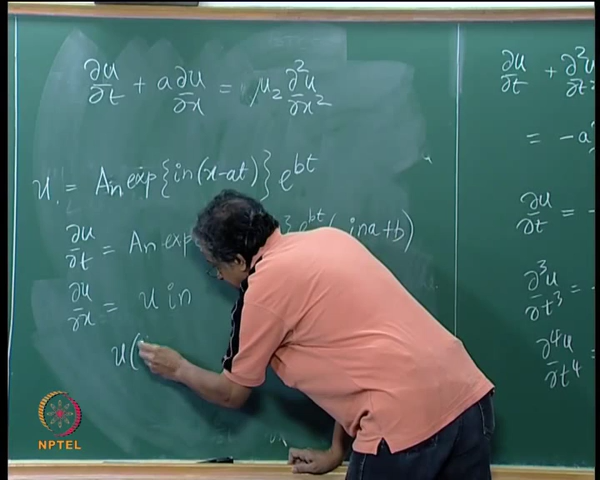 ∂u/∂t + a ∂u/∂x = μ₂ ∂²u/∂x²
u = Aₙ exp{in(x-at)} e^{bt}
∂u/∂t = Aₙ exp } e^{bt} ( ina+b)
∂u/∂x = u in
u(
∂u/∂t + ∂²u
= -a
∂u/∂t = -
∂³u/∂t³ =
∂⁴u/∂t⁴ =
NPTEL